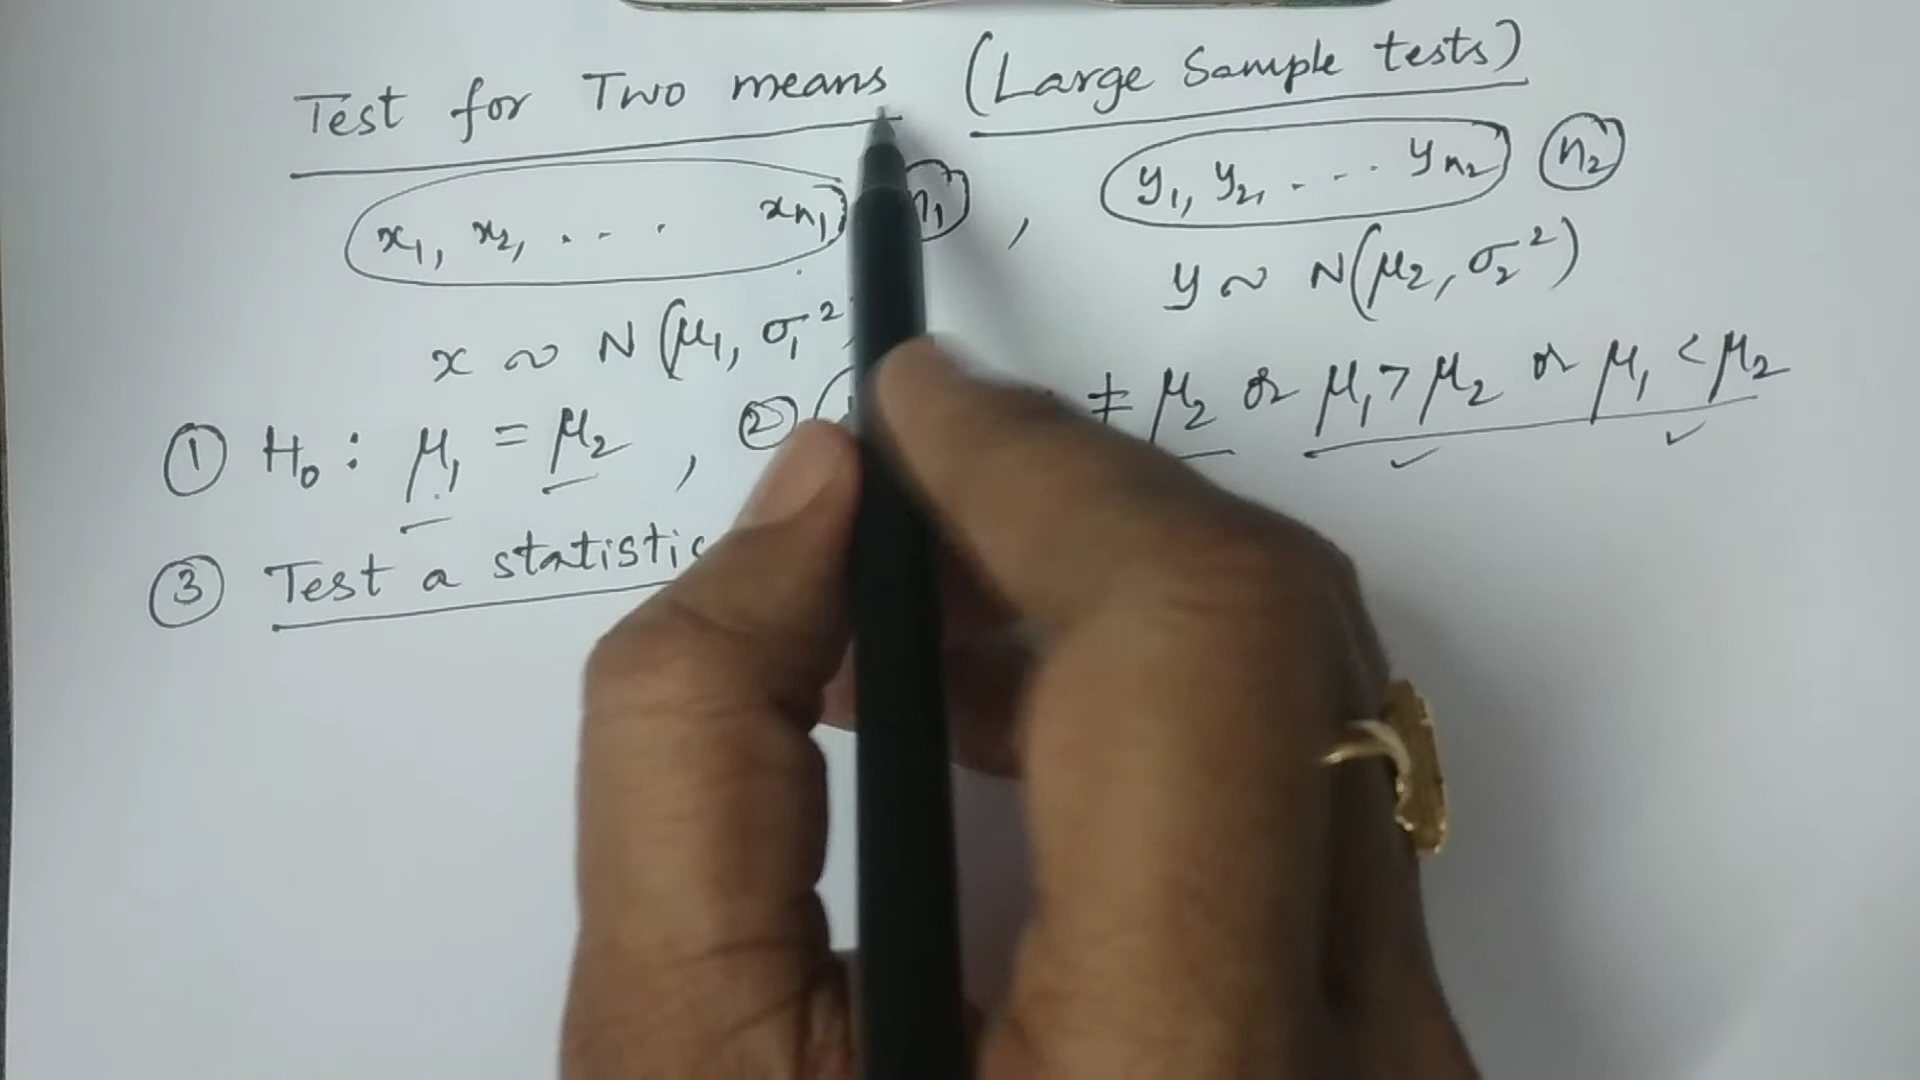 Test for Two means (Large Sample tests)
x₁, x₂, . . . xₙ₁ n₁ , y₁, y₂, . . . yₙ₂ n₂
x ~ N(μ₁, σ₁² y ~ N(μ₂, σ₂²)
① H₀ : μ₁ = μ₂ , ② ≠ μ₂ or μ₁ > μ₂ or μ₁ < μ₂
③ Test a statistic